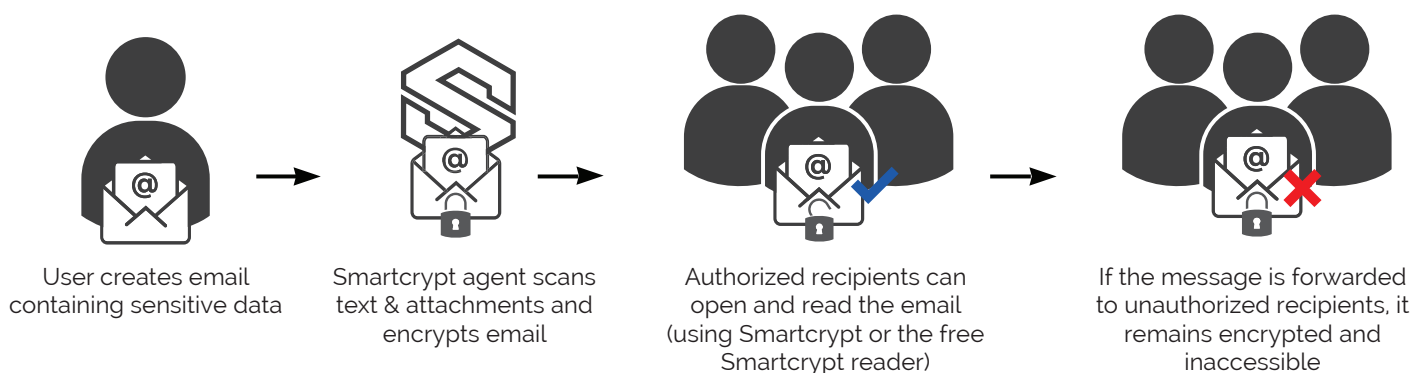 @
@
@
@
User creates email
containing sensitive data
Smartcrypt agent scans
text & attachments and
encrypts email
Authorized recipients can
open and read the email
(using Smartcrypt or the free
Smartcrypt reader)
If the message is forwarded
to unauthorized recipients, it
remains encrypted and
inaccessible